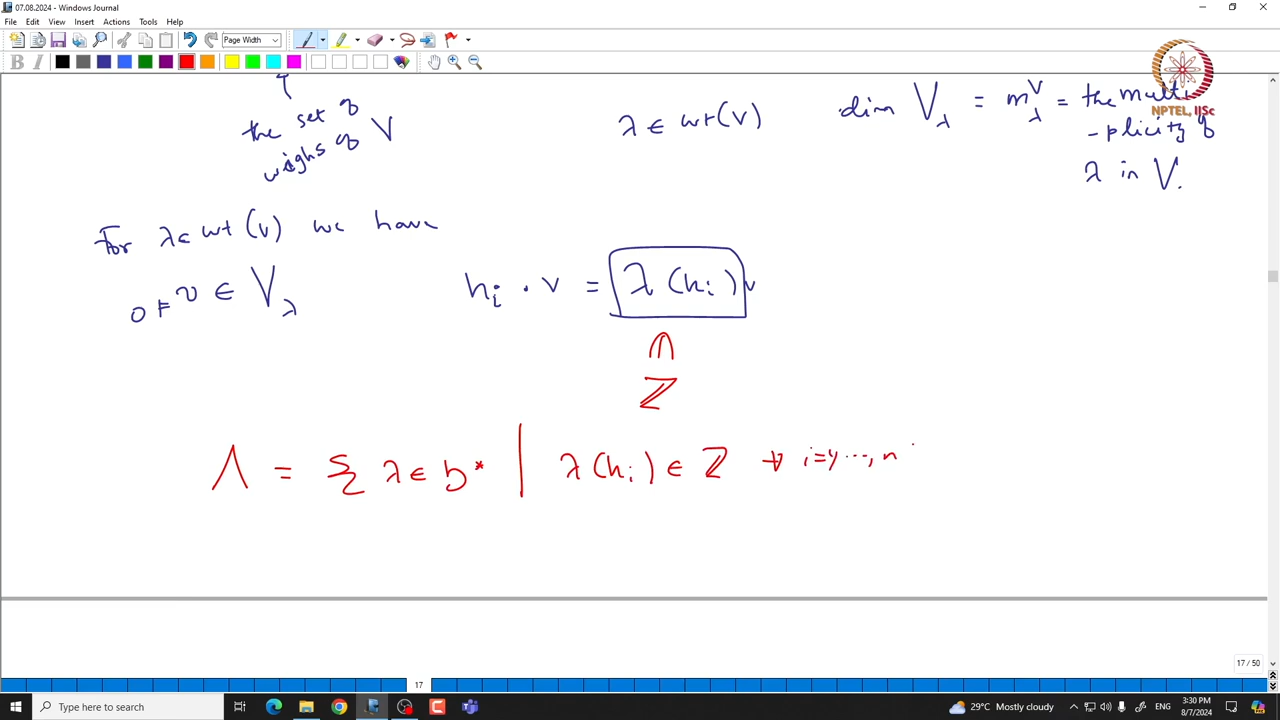 07.08.2024 - Windows Journal
File Edit View Insert Actions Tools Help
Page Width
B I
NPTEL, IISc
the set of
weighs of V
λ ∈ wt(V)
dim V_λ = m_λ^V = the multi
-plicity of
λ in V.
For λ ∈ wt (V) we have
0 ≠ v ∈ V_λ
h_i . v = λ(h_i) v
∩
ℤ
Λ = { λ ∈ h* | λ(h_i) ∈ ℤ ∀ i=1, ..., n
17 / 50
17
Type here to search
29°C Mostly cloudy
ENG
3:30 PM
8/7/2024